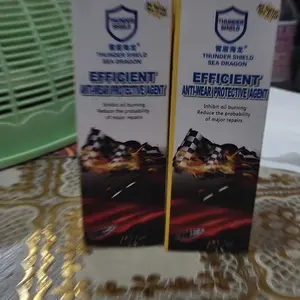 THUNDER
SHIELD
THUNDER SHIELD
SEA DRAGON
EFFICIENT
ANTI-WEAR (PROTECTIVE) AGENT
Inhibit oil burning
Reduce the probability
of major repairs
THUNDER
SHIELD
THUNDER SHIELD
SEA DRAGON
EFFICIENT
ANTI-WEAR (PROTECTIVE) AGENT
Inhibit oil burning
Reduce the probability
of major repairs